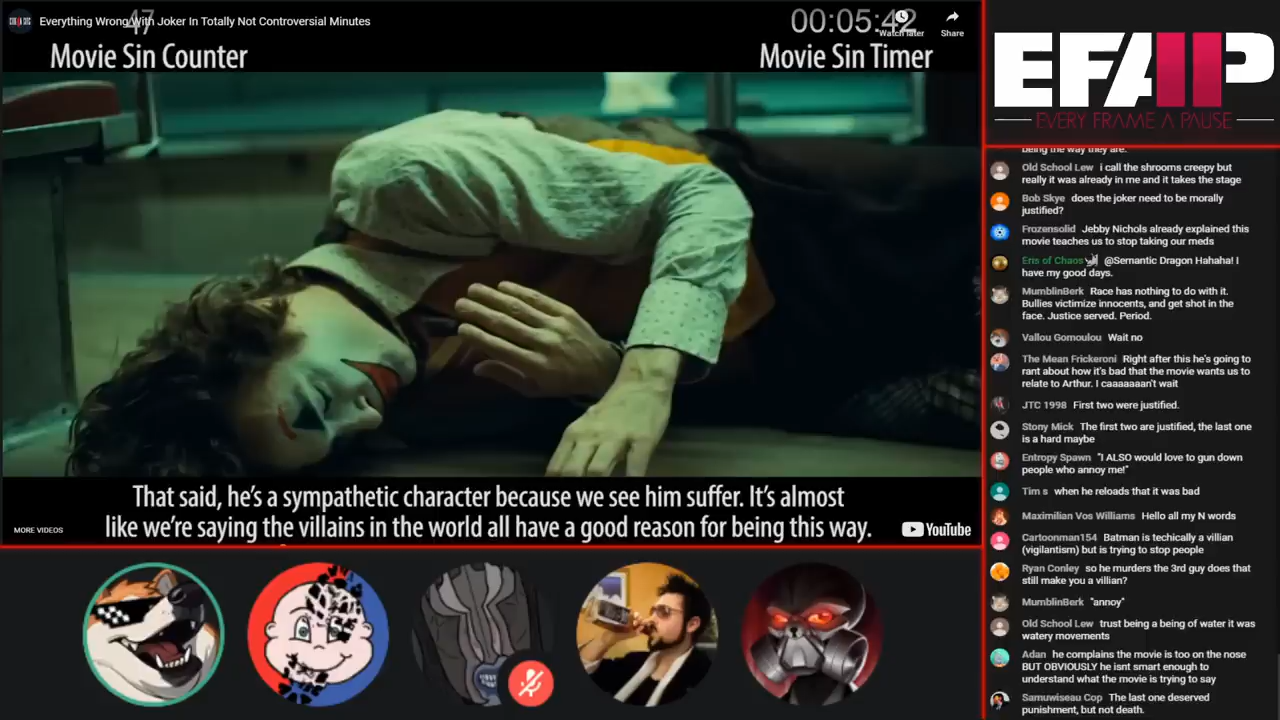 Everything Wrong With Joker In Totally Not Controversial Minutes
47
Movie Sin Counter
00:05:42
Watch later
Share
Movie Sin Timer
That said, he's a sympathetic character because we see him suffer. It's almost
like we're saying the villains in the world all have a good reason for being this way.
MORE VIDEOS
YouTube
EFAP
EVERY FRAME A PAUSE
being the way they are.
Old School Lew i call the shrooms creepy but
really it was already in me and it takes the stage
Bob Skye does the joker need to be morally
justified?
Frozensolid Jebby Nichols already explained this
movie teaches us to stop taking our meds
Eris of Chaos @Semantic Dragon Hahaha! I
have my good days.
MumblinBerk Race has nothing to do with it.
Bullies victimize innocents, and get shot in the
face. Justice served. Period.
Vallou Gomoulou Wait no
The Mean Frickeroni Right after this he's going to
rant about how it's bad that the movie wants us to
relate to Arthur. I caaaaaaan't wait
JTC 1998 First two were justified.
Stony Mick The first two are justified, the last one
is a hard maybe
Entropy Spawn "I ALSO would love to gun down
people who annoy me!"
Tim s when he reloads that it was bad
Maximilian Vos Williams Hello all my N words
Cartoonman154 Batman is techically a villian
(vigilantism) but is trying to stop people
Ryan Conley so he murders the 3rd guy does that
still make you a villian?
MumblinBerk "annoy"
Old School Lew trust being a being of water it was
watery movements
Adan he complains the movie is too on the nose
BUT OBVIOUSLY he isnt smart enough to
understand what the movie is trying to say
Samuwiseau Cop The last one deserved
punishment, but not death.